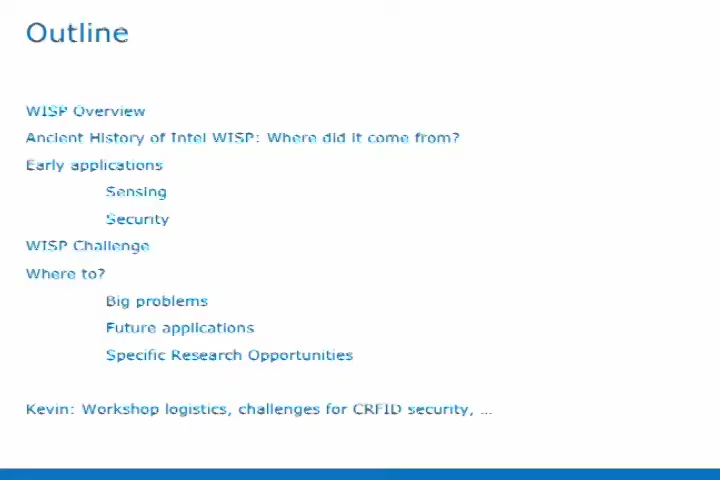 Outline
WISP Overview
Ancient History of Intel WISP: Where did it come from?
Early applications
Sensing
Security
WISP Challenge
Where to?
Big problems
Future applications
Specific Research Opportunities
Kevin: Workshop logistics, challenges for CRFID security, ...